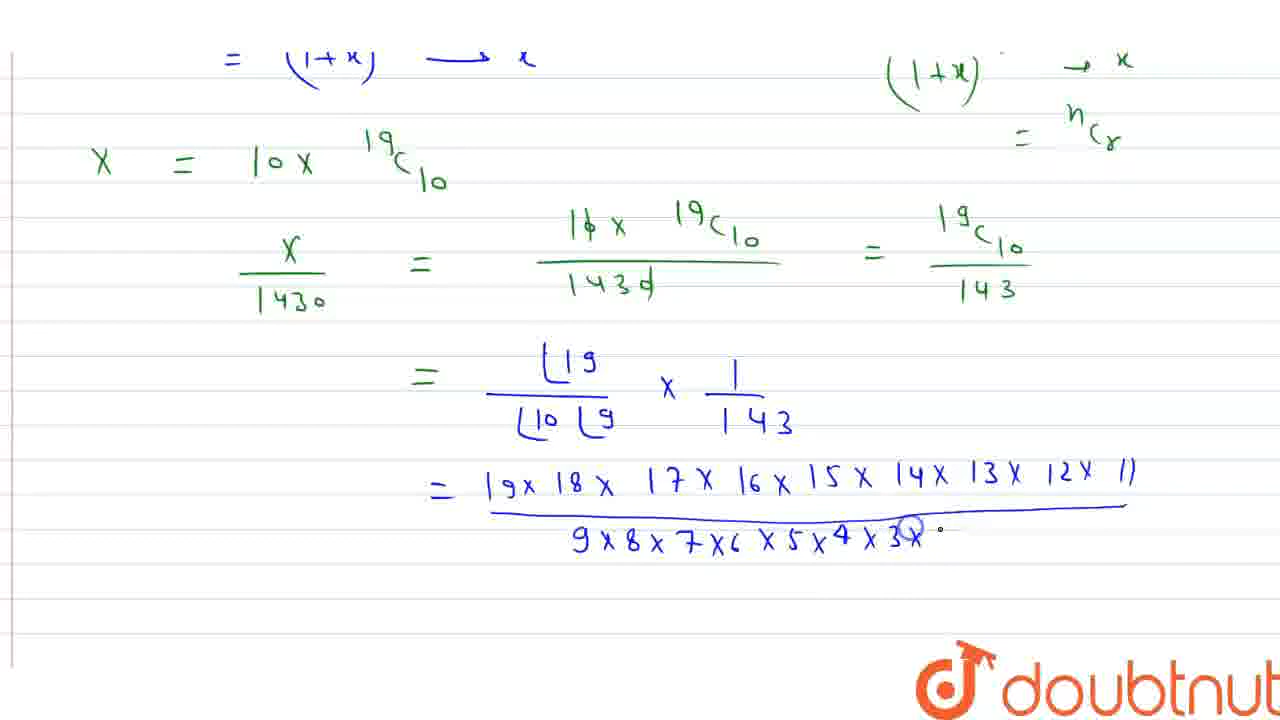 = (1+x) → x
(1+x) → x
= nCr
X = 10 x 19C10
X / 1430 = 10 x 19C10 / 1430 = 19C10 / 143
= ⌊19 / ⌊10 ⌊9 x 1 / 143
= 19 x 18 x 17 x 16 x 15 x 14 x 13 x 12 x 11
9 x 8 x 7 x 6 x 5 x 4 x 3 x
doubtnut